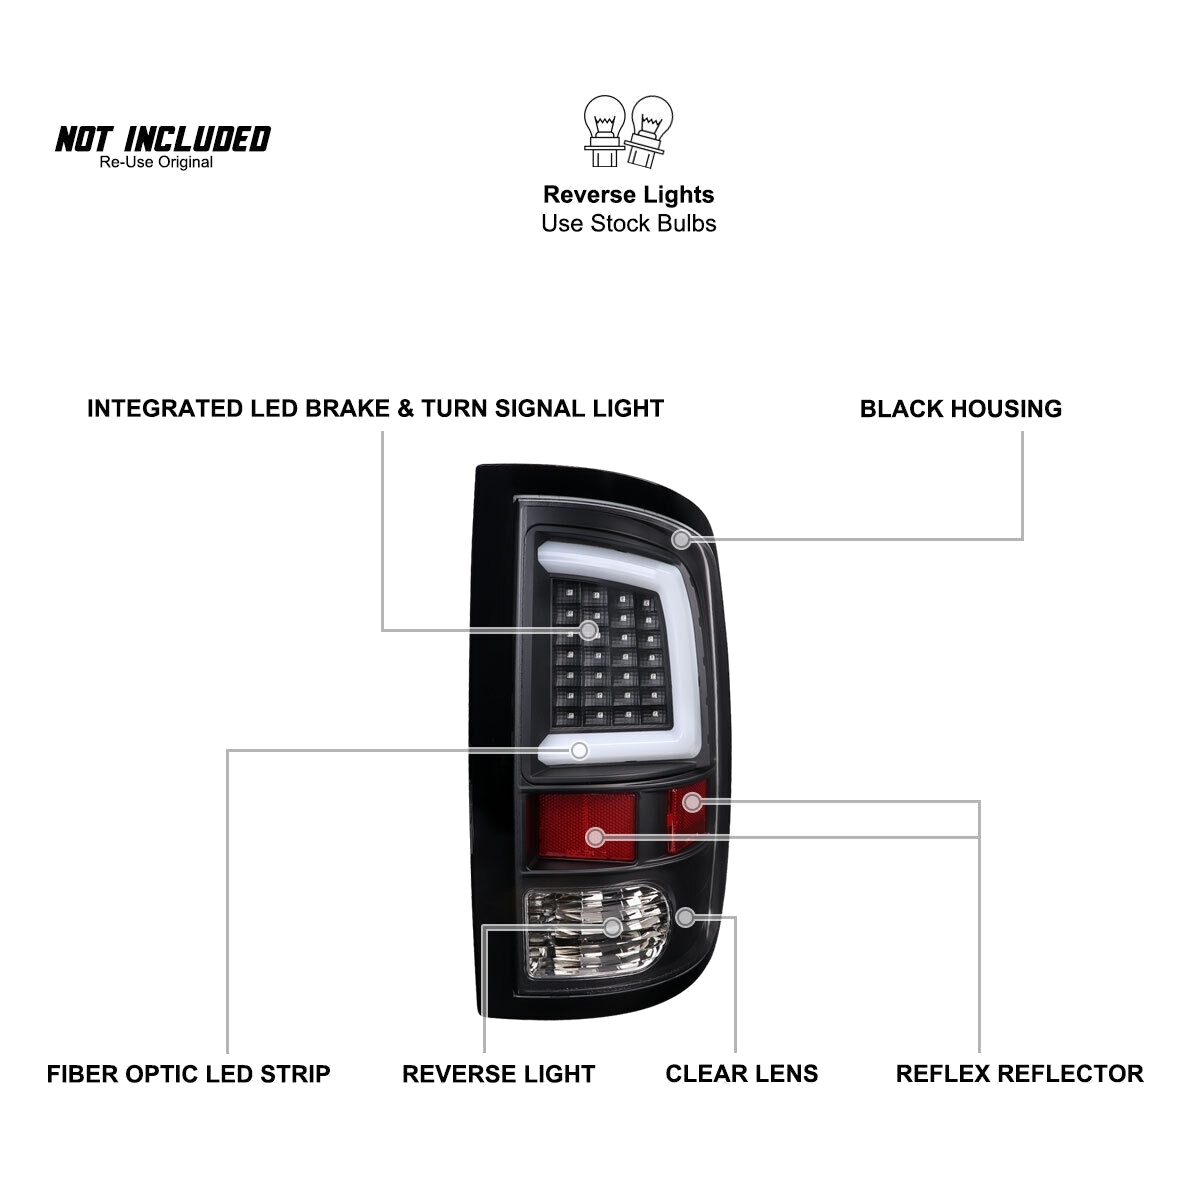 NOT INCLUDED
Re-Use Original
Reverse Lights
Use Stock Bulbs
INTEGRATED LED BRAKE & TURN SIGNAL LIGHT
BLACK HOUSING
FIBER OPTIC LED STRIP
REVERSE LIGHT
CLEAR LENS
REFLEX REFLECTOR